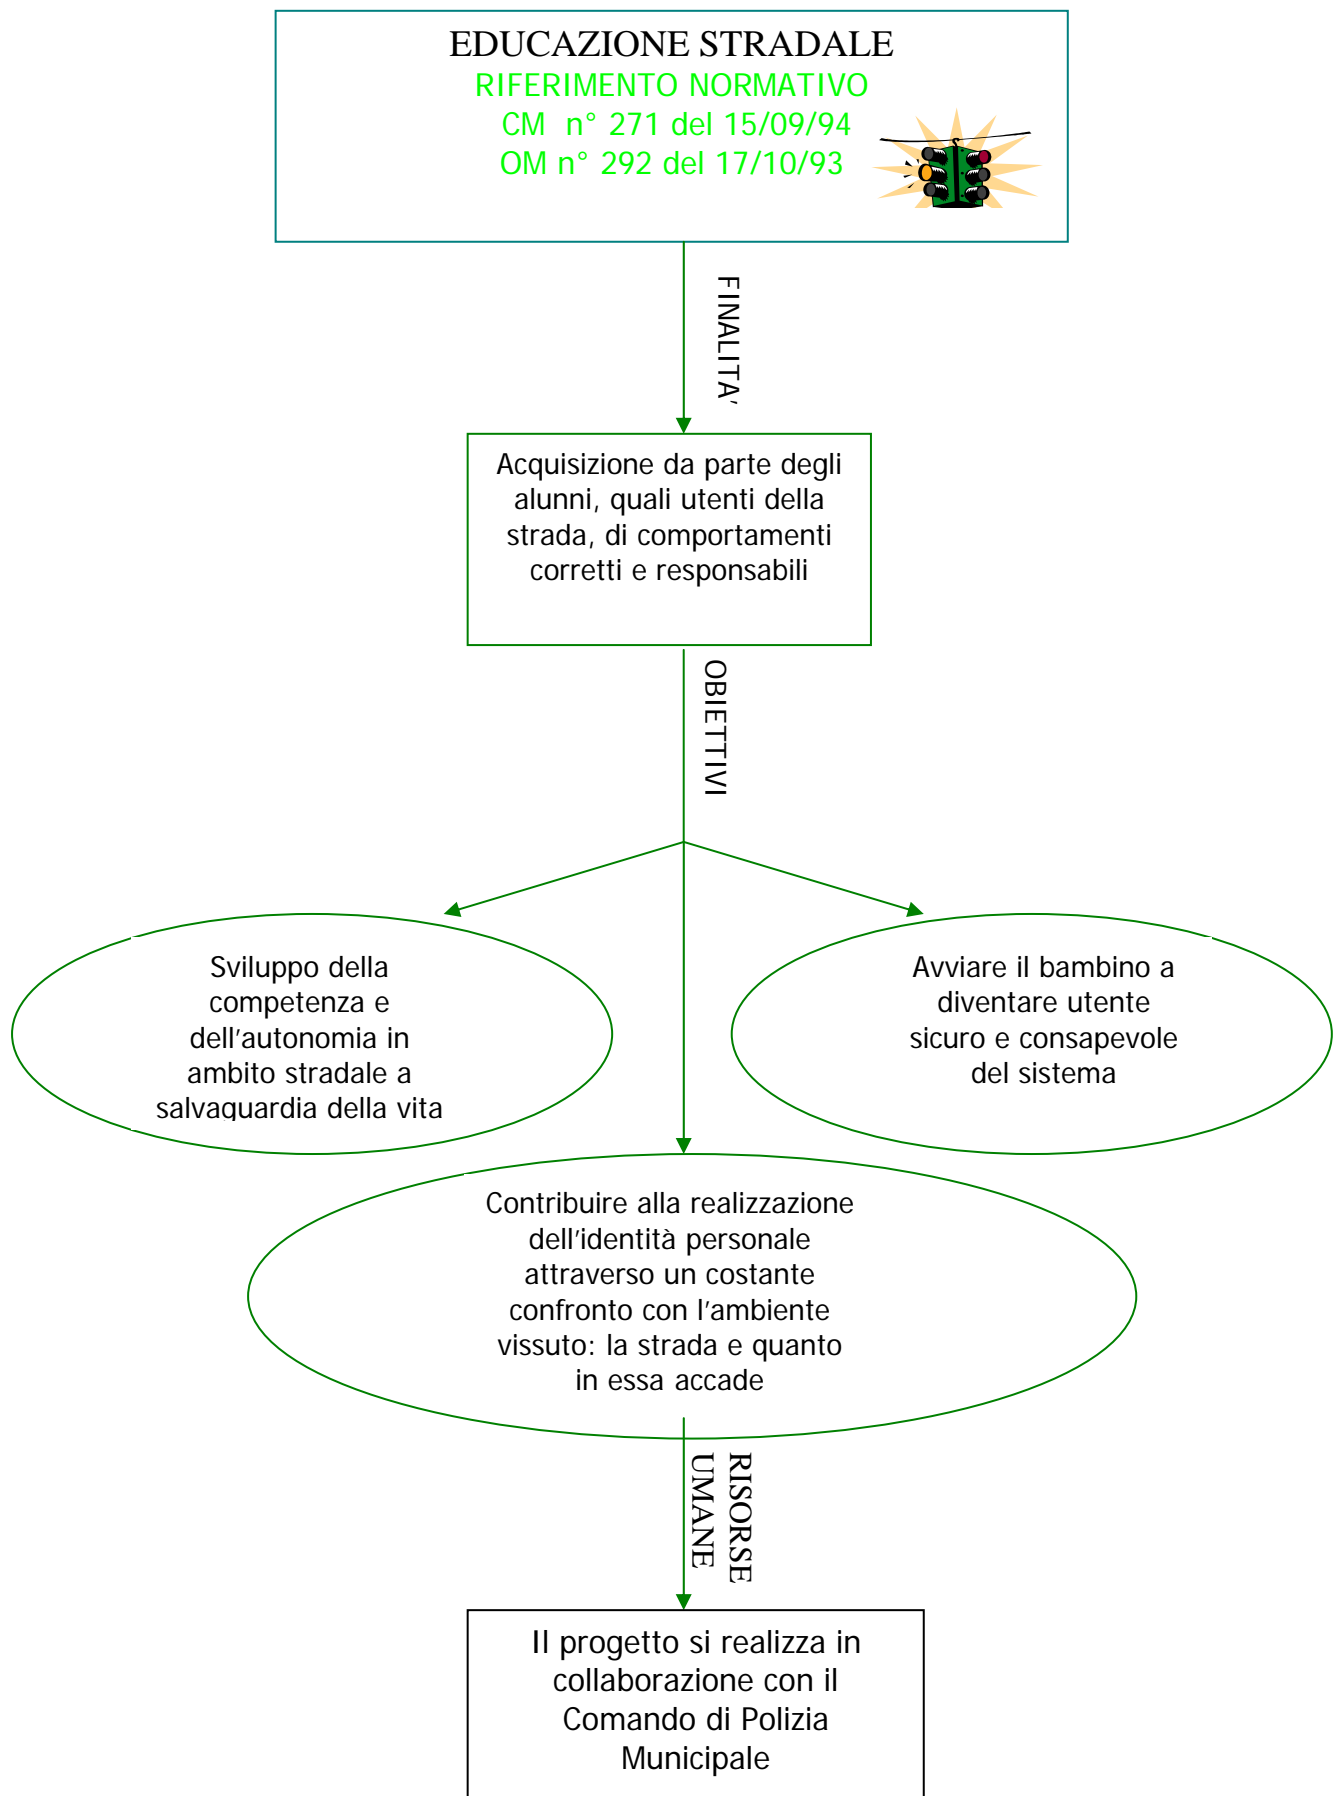 EDUCAZIONE STRADALE
RIFERIMENTO NORMATIVO
CM n° 271 del 15/09/94
OM n° 292 del 17/10/93
FINALITA'
Acquisizione da parte degli
alunni, quali utenti della
strada, di comportamenti
corretti e responsabili
OBIETTIVI
Sviluppo della
competenza e
dell'autonomia in
ambito stradale a
salvaguardia della vita
Avviare il bambino a
diventare utente
sicuro e consapevole
del sistema
Contribuire alla realizzazione
dell'identità personale
attraverso un costante
confronto con l'ambiente
vissuto: la strada e quanto
in essa accade
RISORSE
UMANE
Il progetto si realizza in
collaborazione con il
Comando di Polizia
Municipale